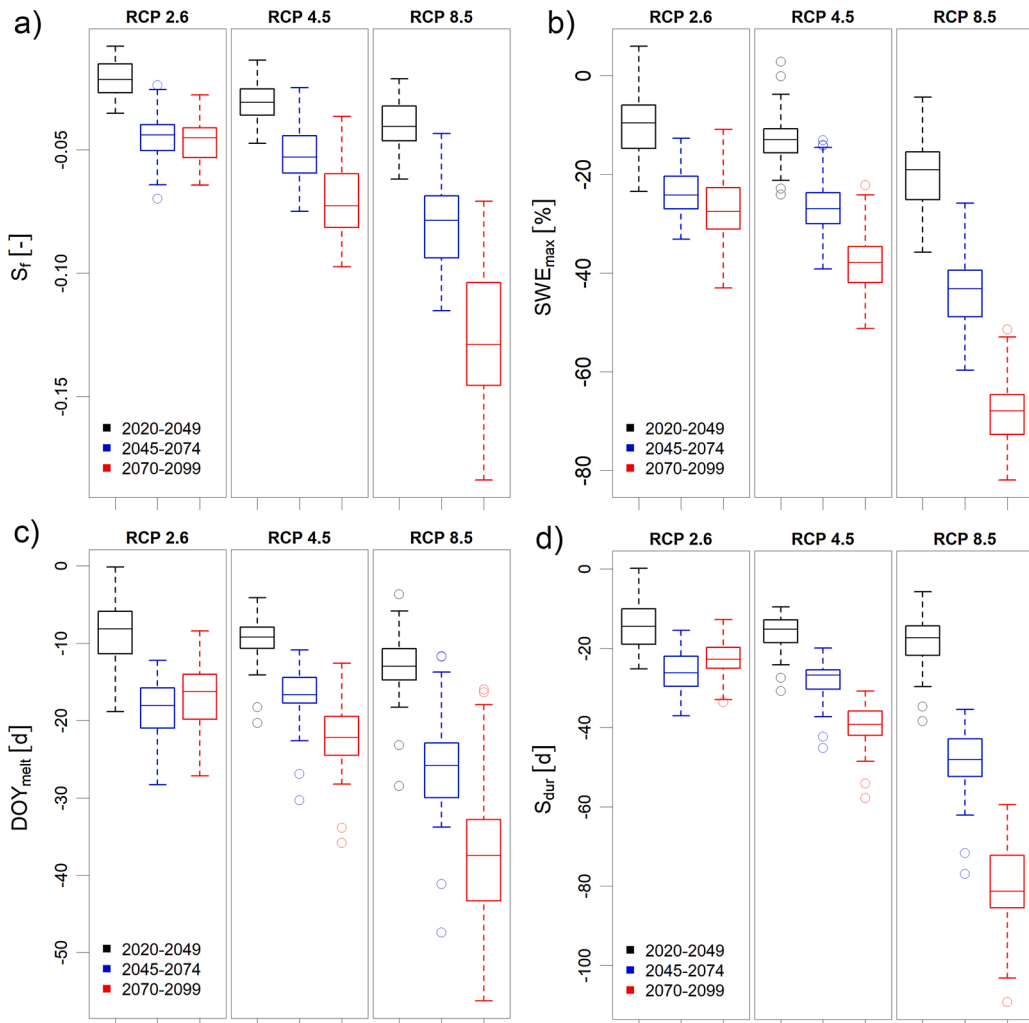 a)
RCP 2.6 RCP 4.5 RCP 8.5
-0.05
-0.10
-0.15
Sf [-]
2020-2049
2045-2074
2070-2099
b)
RCP 2.6 RCP 4.5 RCP 8.5
0
-20
-40
-60
-80
SWEmax [%]
2020-2049
2045-2074
2070-2099
c)
RCP 2.6 RCP 4.5 RCP 8.5
0
-10
-20
-30
-40
-50
DOYmelt [d]
2020-2049
2045-2074
2070-2099
d)
RCP 2.6 RCP 4.5 RCP 8.5
0
-20
-40
-60
-80
-100
Sdur [d]
2020-2049
2045-2074
2070-2099